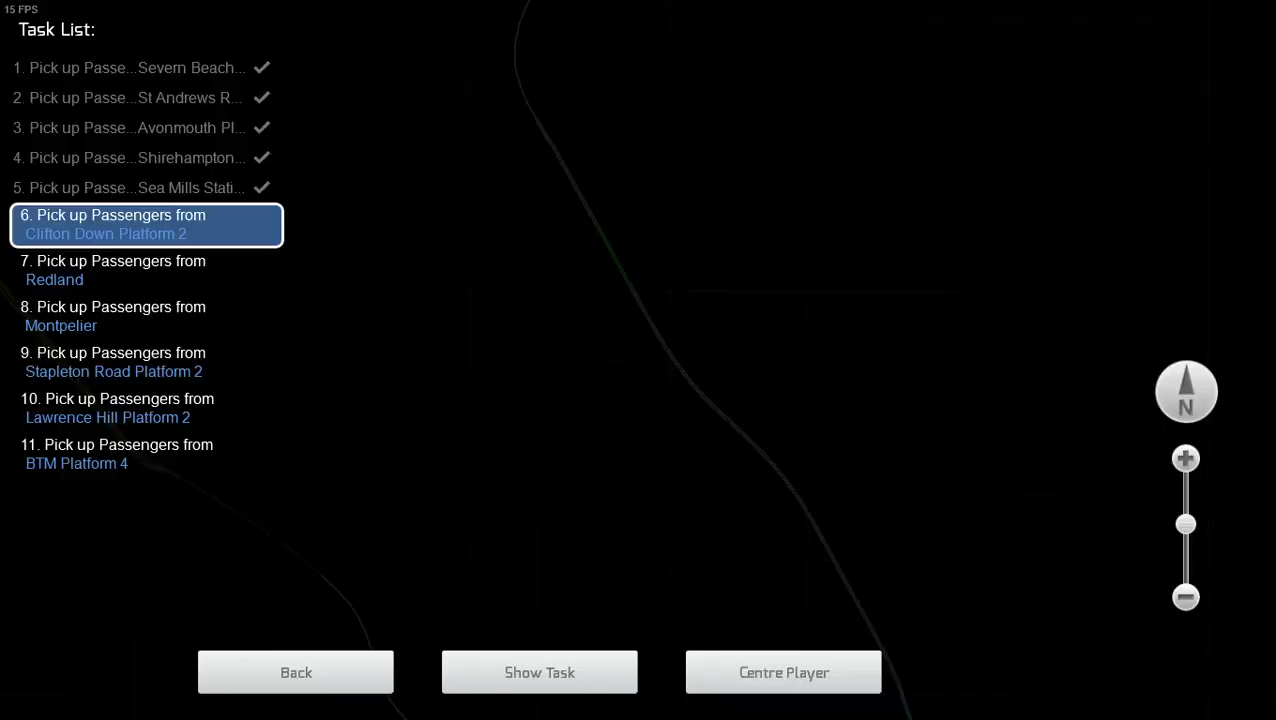 15 FPS
Task List:
1. Pick up Passe...Severn Beach...
2. Pick up Passe...St Andrews R...
3. Pick up Passe...Avonmouth Pl...
4. Pick up Passe...Shirehampton...
5. Pick up Passe...Sea Mills Stati...
6. Pick up Passengers from
Clifton Down Platform 2
7. Pick up Passengers from
Redland
8. Pick up Passengers from
Montpelier
9. Pick up Passengers from
Stapleton Road Platform 2
10. Pick up Passengers from
Lawrence Hill Platform 2
11. Pick up Passengers from
BTM Platform 4
N
Back
Show Task
Centre Player